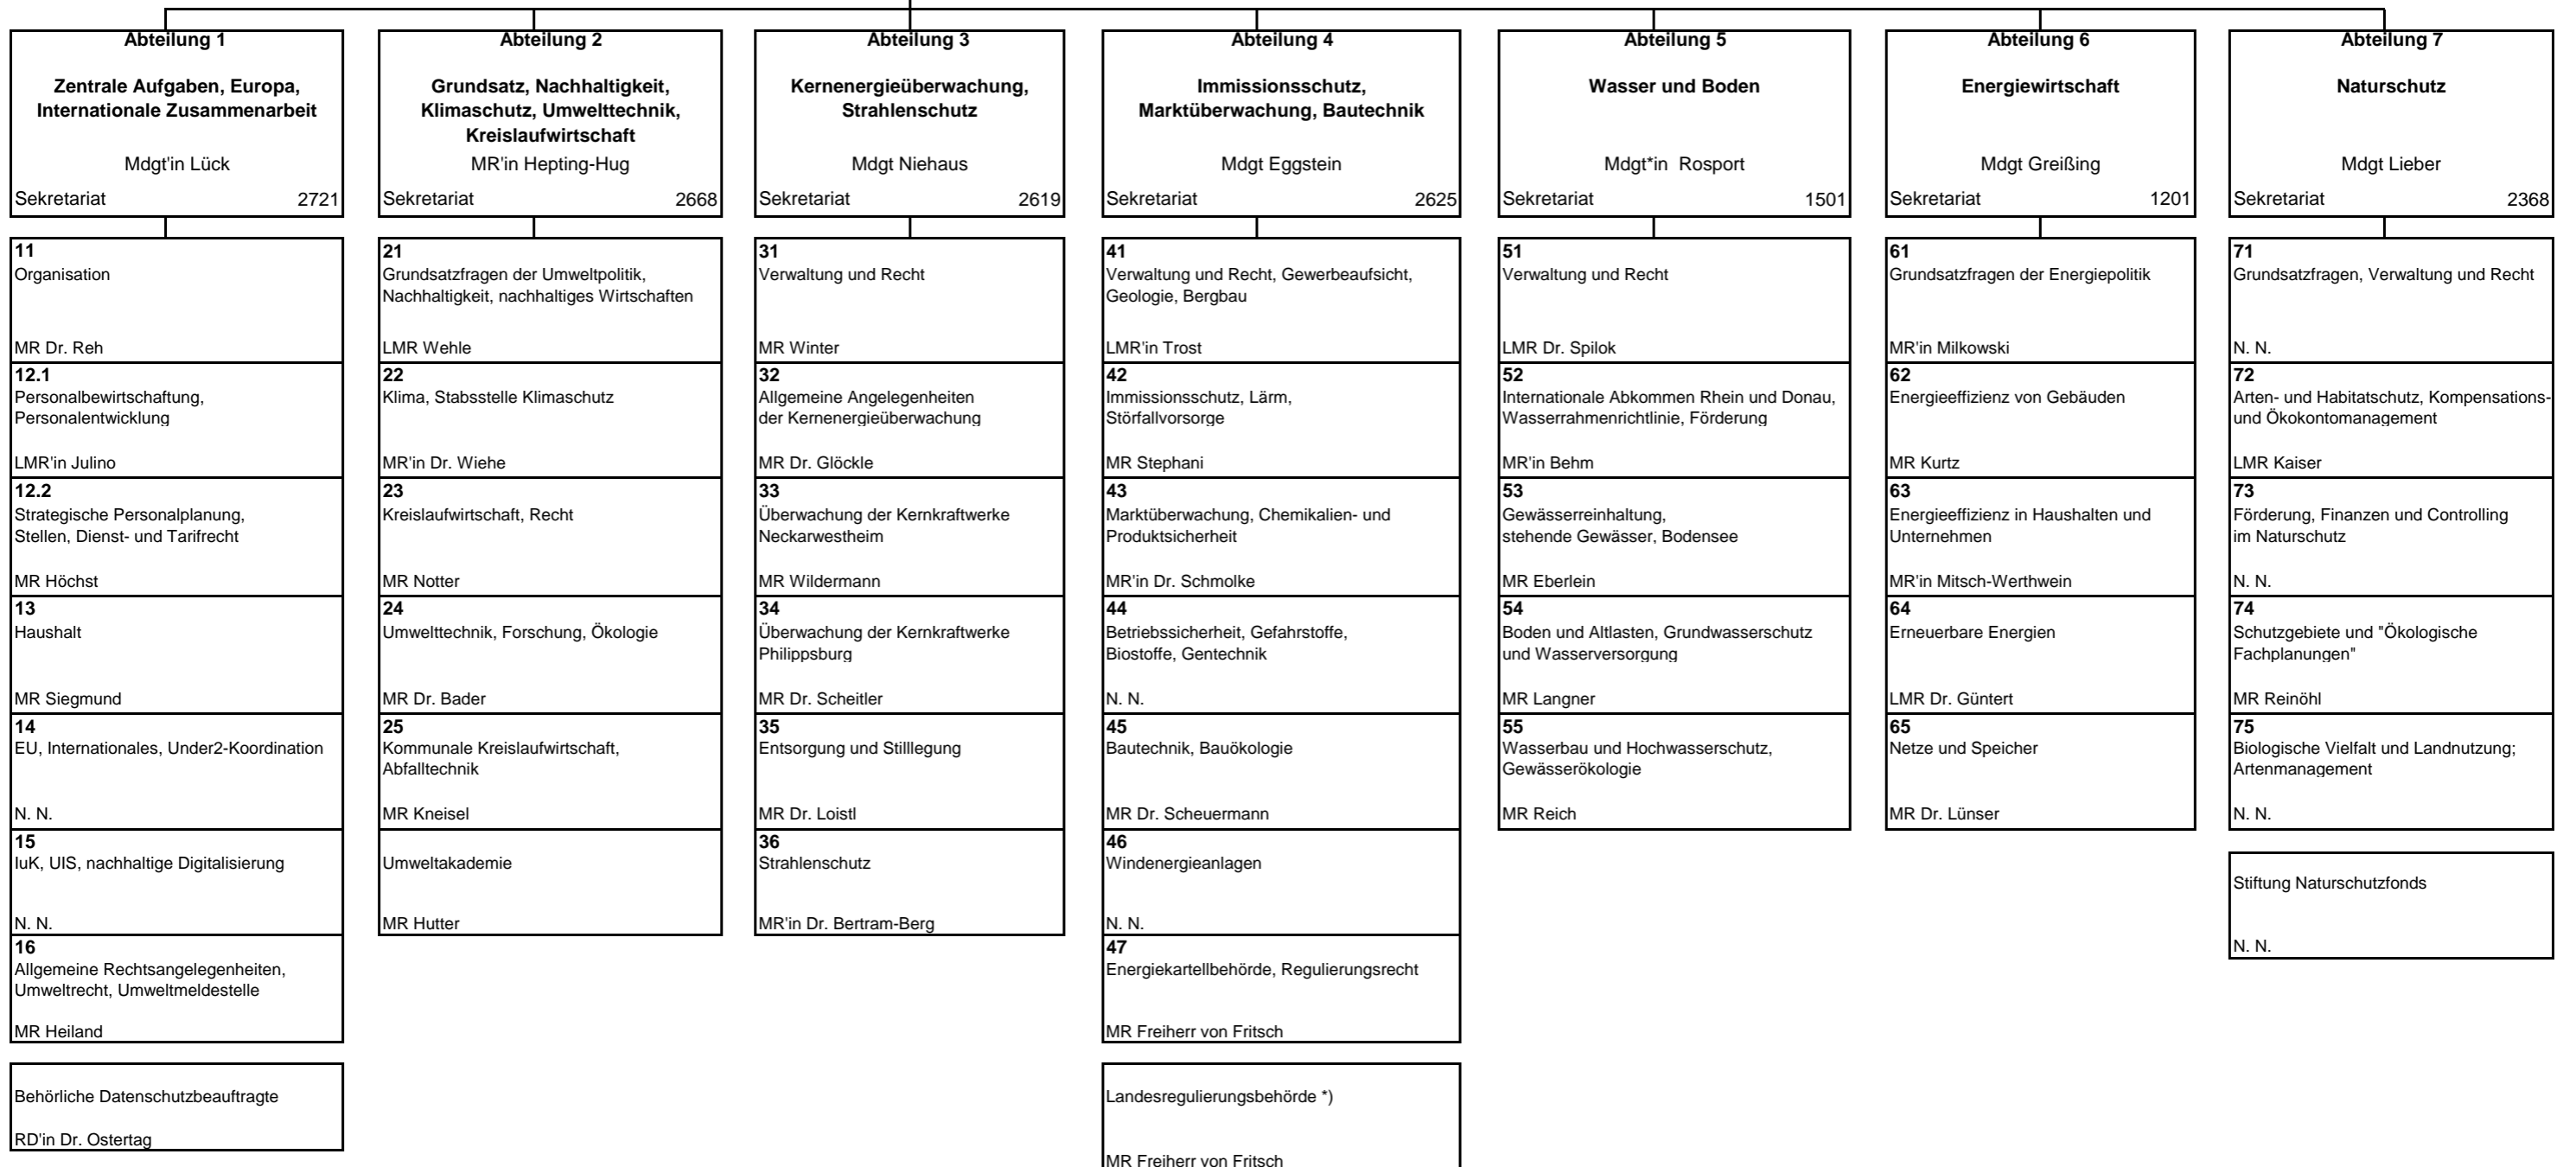 Abteilung 1
Zentrale Aufgaben, Europa,
Internationale Zusammenarbeit
Mdgt'in Lück
Sekretariat 2721
11
Organisation
MR Dr. Reh
12.1
Personalbewirtschaftung,
Personalentwicklung
LMR'in Julino
12.2
Strategische Personalplanung,
Stellen, Dienst- und Tarifrecht
MR Höchst
13
Haushalt
MR Siegmund
14
EU, Internationales, Under2-Koordination
N. N.
15
IuK, UIS, nachhaltige Digitalisierung
N. N.
16
Allgemeine Rechtsangelegenheiten,
Umweltrecht, Umweltmeldestelle
MR Heiland
Behörliche Datenschutzbeauftragte
RD'in Dr. Ostertag
Abteilung 2
Grundsatz, Nachhaltigkeit,
Klimaschutz, Umwelttechnik,
Kreislaufwirtschaft
MR'in Hepting-Hug
Sekretariat 2668
21
Grundsatzfragen der Umweltpolitik,
Nachhaltigkeit, nachhaltiges Wirtschaften
LMR Wehle
22
Klima, Stabsstelle Klimaschutz
MR'in Dr. Wiehe
23
Kreislaufwirtschaft, Recht
MR Notter
24
Umwelttechnik, Forschung, Ökologie
MR Dr. Bader
25
Kommunale Kreislaufwirtschaft,
Abfalltechnik
MR Kneisel
Umweltakademie
MR Hutter
Abteilung 3
Kernenergieüberwachung,
Strahlenschutz
Mdgt Niehaus
Sekretariat 2619
31
Verwaltung und Recht
MR Winter
32
Allgemeine Angelegenheiten
der Kernenergieüberwachung
MR Dr. Glöckle
33
Überwachung der Kernkraftwerke
Neckarwestheim
MR Wildermann
34
Überwachung der Kernkraftwerke
Philippsburg
MR Dr. Scheitler
35
Entsorgung und Stilllegung
MR Dr. Loistl
36
Strahlenschutz
MR'in Dr. Bertram-Berg
Abteilung 4
Immissionsschutz,
Marktüberwachung, Bautechnik
Mdgt Eggstein
Sekretariat 2625
41
Verwaltung und Recht, Gewerbeaufsicht,
Geologie, Bergbau
LMR'in Trost
42
Immissionsschutz, Lärm,
Störfallvorsorge
MR Stephani
43
Marktüberwachung, Chemikalien- und
Produktsicherheit
MR'in Dr. Schmolke
44
Betriebssicherheit, Gefahrstoffe,
Biostoffe, Gentechnik
N. N.
45
Bautechnik, Bauökologie
MR Dr. Scheuermann
46
Windenergieanlagen
N. N.
47
Energiekartellbehörde, Regulierungsrecht
MR Freiherr von Fritsch
Landesregulierungsbehörde *)
MR Freiherr von Fritsch
Abteilung 5
Wasser und Boden
Mdgt*in Rosport
Sekretariat 1501
51
Verwaltung und Recht
LMR Dr. Spilok
52
Internationale Abkommen Rhein und Donau,
Wasserrahmenrichtlinie, Förderung
MR'in Behm
53
Gewässerreinhaltung,
stehende Gewässer, Bodensee
MR Eberlein
54
Boden und Altlasten, Grundwasserschutz
und Wasserversorgung
MR Langner
55
Wasserbau und Hochwasserschutz,
Gewässerökologie
MR Reich
Abteilung 6
Energiewirtschaft
Mdgt Greißing
Sekretariat 1201
61
Grundsatzfragen der Energiepolitik
MR'in Milkowski
62
Energieeffizienz von Gebäuden
MR Kurtz
63
Energieeffizienz in Haushalten und
Unternehmen
MR'in Mitsch-Werthwein
64
Erneuerbare Energien
LMR Dr. Güntert
65
Netze und Speicher
MR Dr. Lünser
Abteilung 7
Naturschutz
Mdgt Lieber
Sekretariat 2368
71
Grundsatzfragen, Verwaltung und Recht
N. N.
72
Arten- und Habitatschutz, Kompensations-
und Ökokontomanagement
LMR Kaiser
73
Förderung, Finanzen und Controlling
im Naturschutz
N. N.
74
Schutzgebiete und "Ökologische
Fachplanungen"
MR Reinöhl
75
Biologische Vielfalt und Landnutzung;
Artenmanagement
N. N.
Stiftung Naturschutzfonds
N. N.